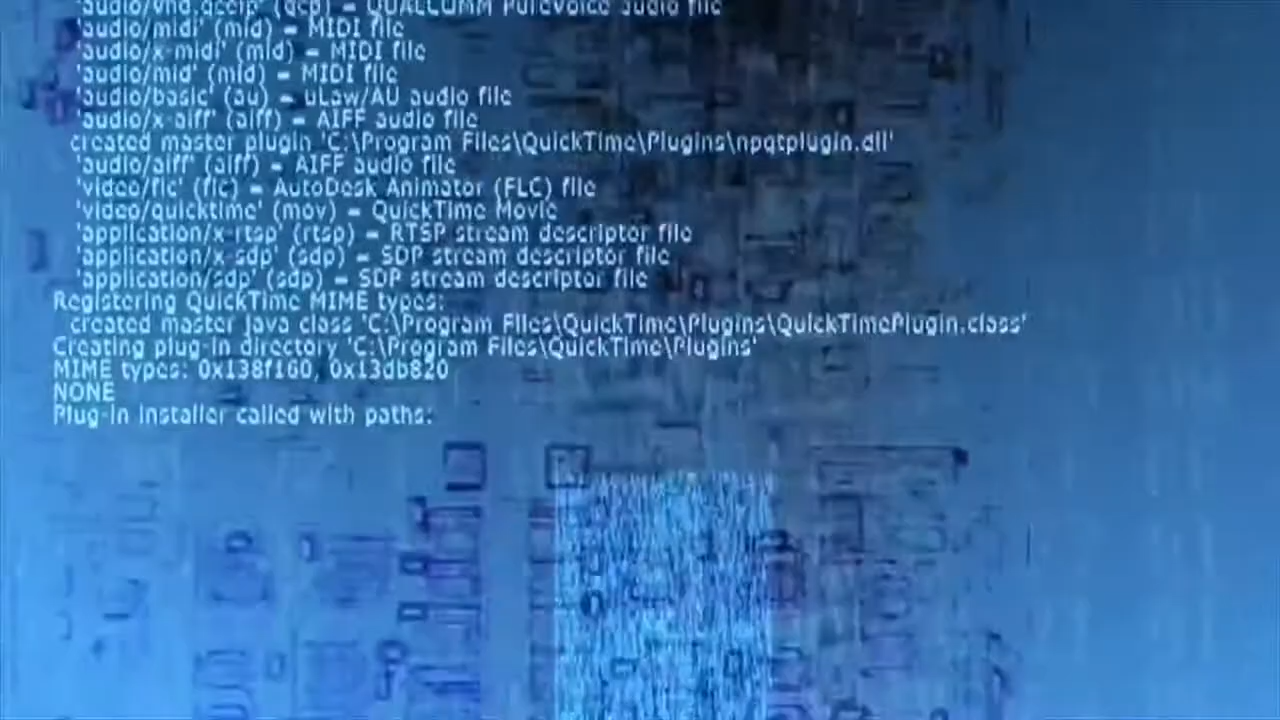 'audio/vnd.qcelp' (qcp) - QUALCOMM PureVoice audio file
'audio/midi' (mid) - MIDI file
'audio/x-midi' (mid) - MIDI file
'audio/mid' (mid) - MIDI file
'audio/basic' (au) - uLaw/AU audio file
'audio/x-aiff' (aiff) - AIFF audio file
created master plugin 'C:\Program Files\QuickTime\Plugins\npqtplugin.dll'
'audio/aiff' (aiff) - AIFF audio file
'video/flc' (flc) - AutoDesk Animator (FLC) file
'video/quicktime' (mov) - QuickTime Movie
'application/x-rtsp' (rtsp) - RTSP stream descriptor file
'application/x-sdp' (sdp) - SDP stream descriptor file
'application/sdp' (sdp) - SDP stream descriptor file
Registering QuickTime MIME types:
created master java class 'C:\Program Files\QuickTime\Plugins\QuickTimePlugin.class'
Creating plug-in directory 'C:\Program Files\QuickTime\Plugins'
MIME types: 0x138f160, 0x13db820
NONE
Plug-in installer called with paths: